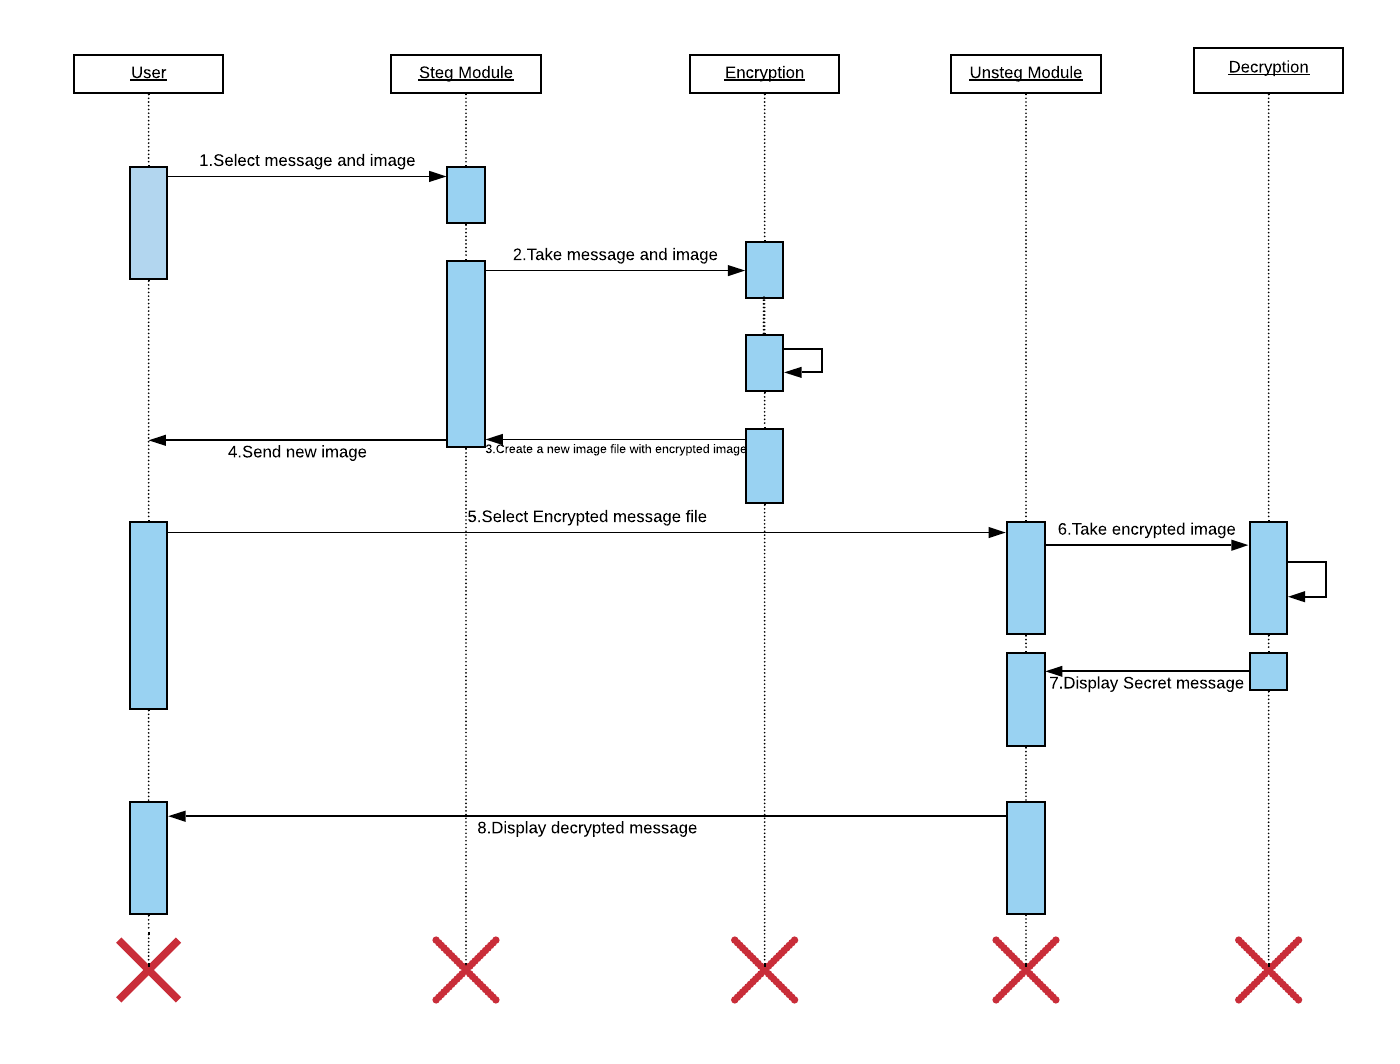 User
Steg Module
Encryption
Unsteg Module
Decryption
1.Select message and image
2.Take message and image
3.Create a new image file with encrypted image
4.Send new image
5.Select Encrypted message file
6.Take encrypted image
7.Display Secret message
8.Display decrypted message